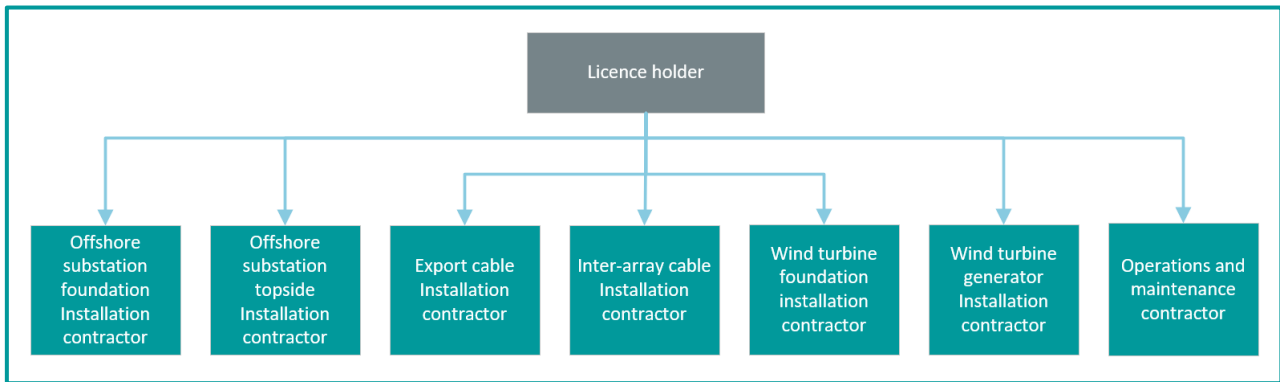 Licence holder
Offshore
substation
foundation
Installation
contractor
Offshore
substation
topside
Installation
contractor
Export cable
Installation
contractor
Inter-array cable
Installation
contractor
Wind turbine
foundation
installation
contractor
Wind turbine
generator
Installation
contractor
Operations and
maintenance
contractor